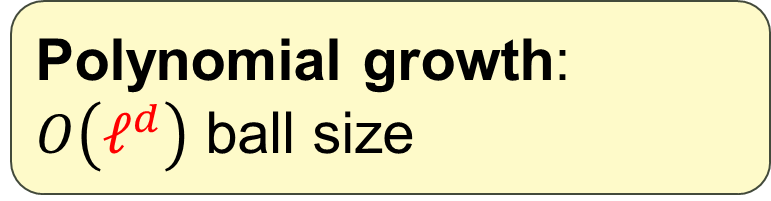 Polynomial growth:
𝑂(ℓ^𝑑) ball size